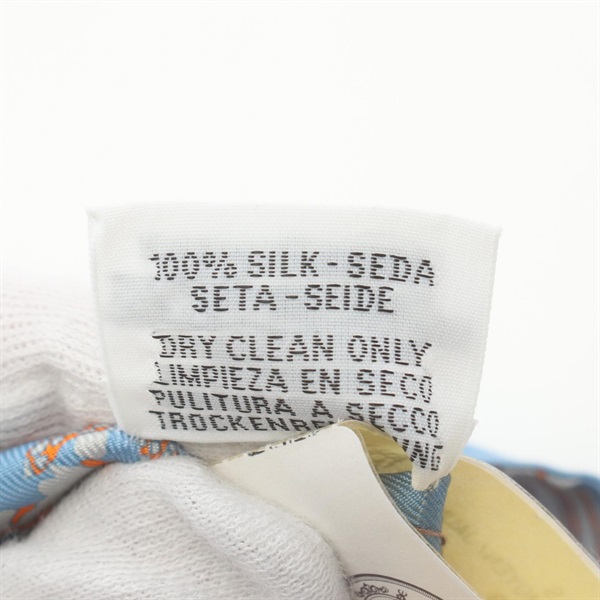 100% SILK-SEDA
SETA-SEIDE
DRY CLEAN ONLY
LIMPIEZA EN SECO
PULITURA A SECCO